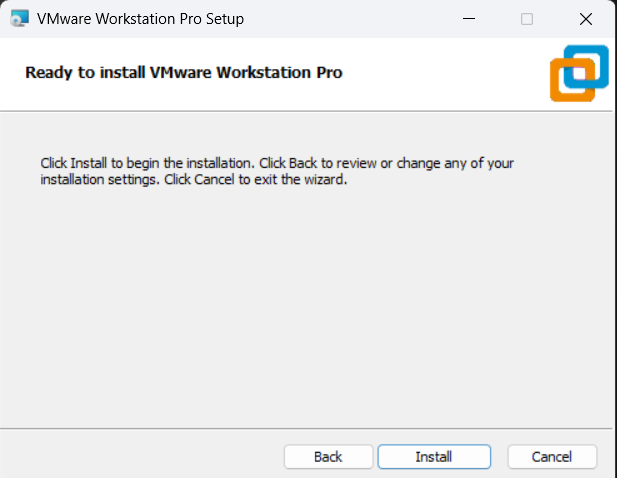 VMware Workstation Pro Setup
Ready to install VMware Workstation Pro
Click Install to begin the installation. Click Back to review or change any of your
installation settings. Click Cancel to exit the wizard.
Back Install Cancel